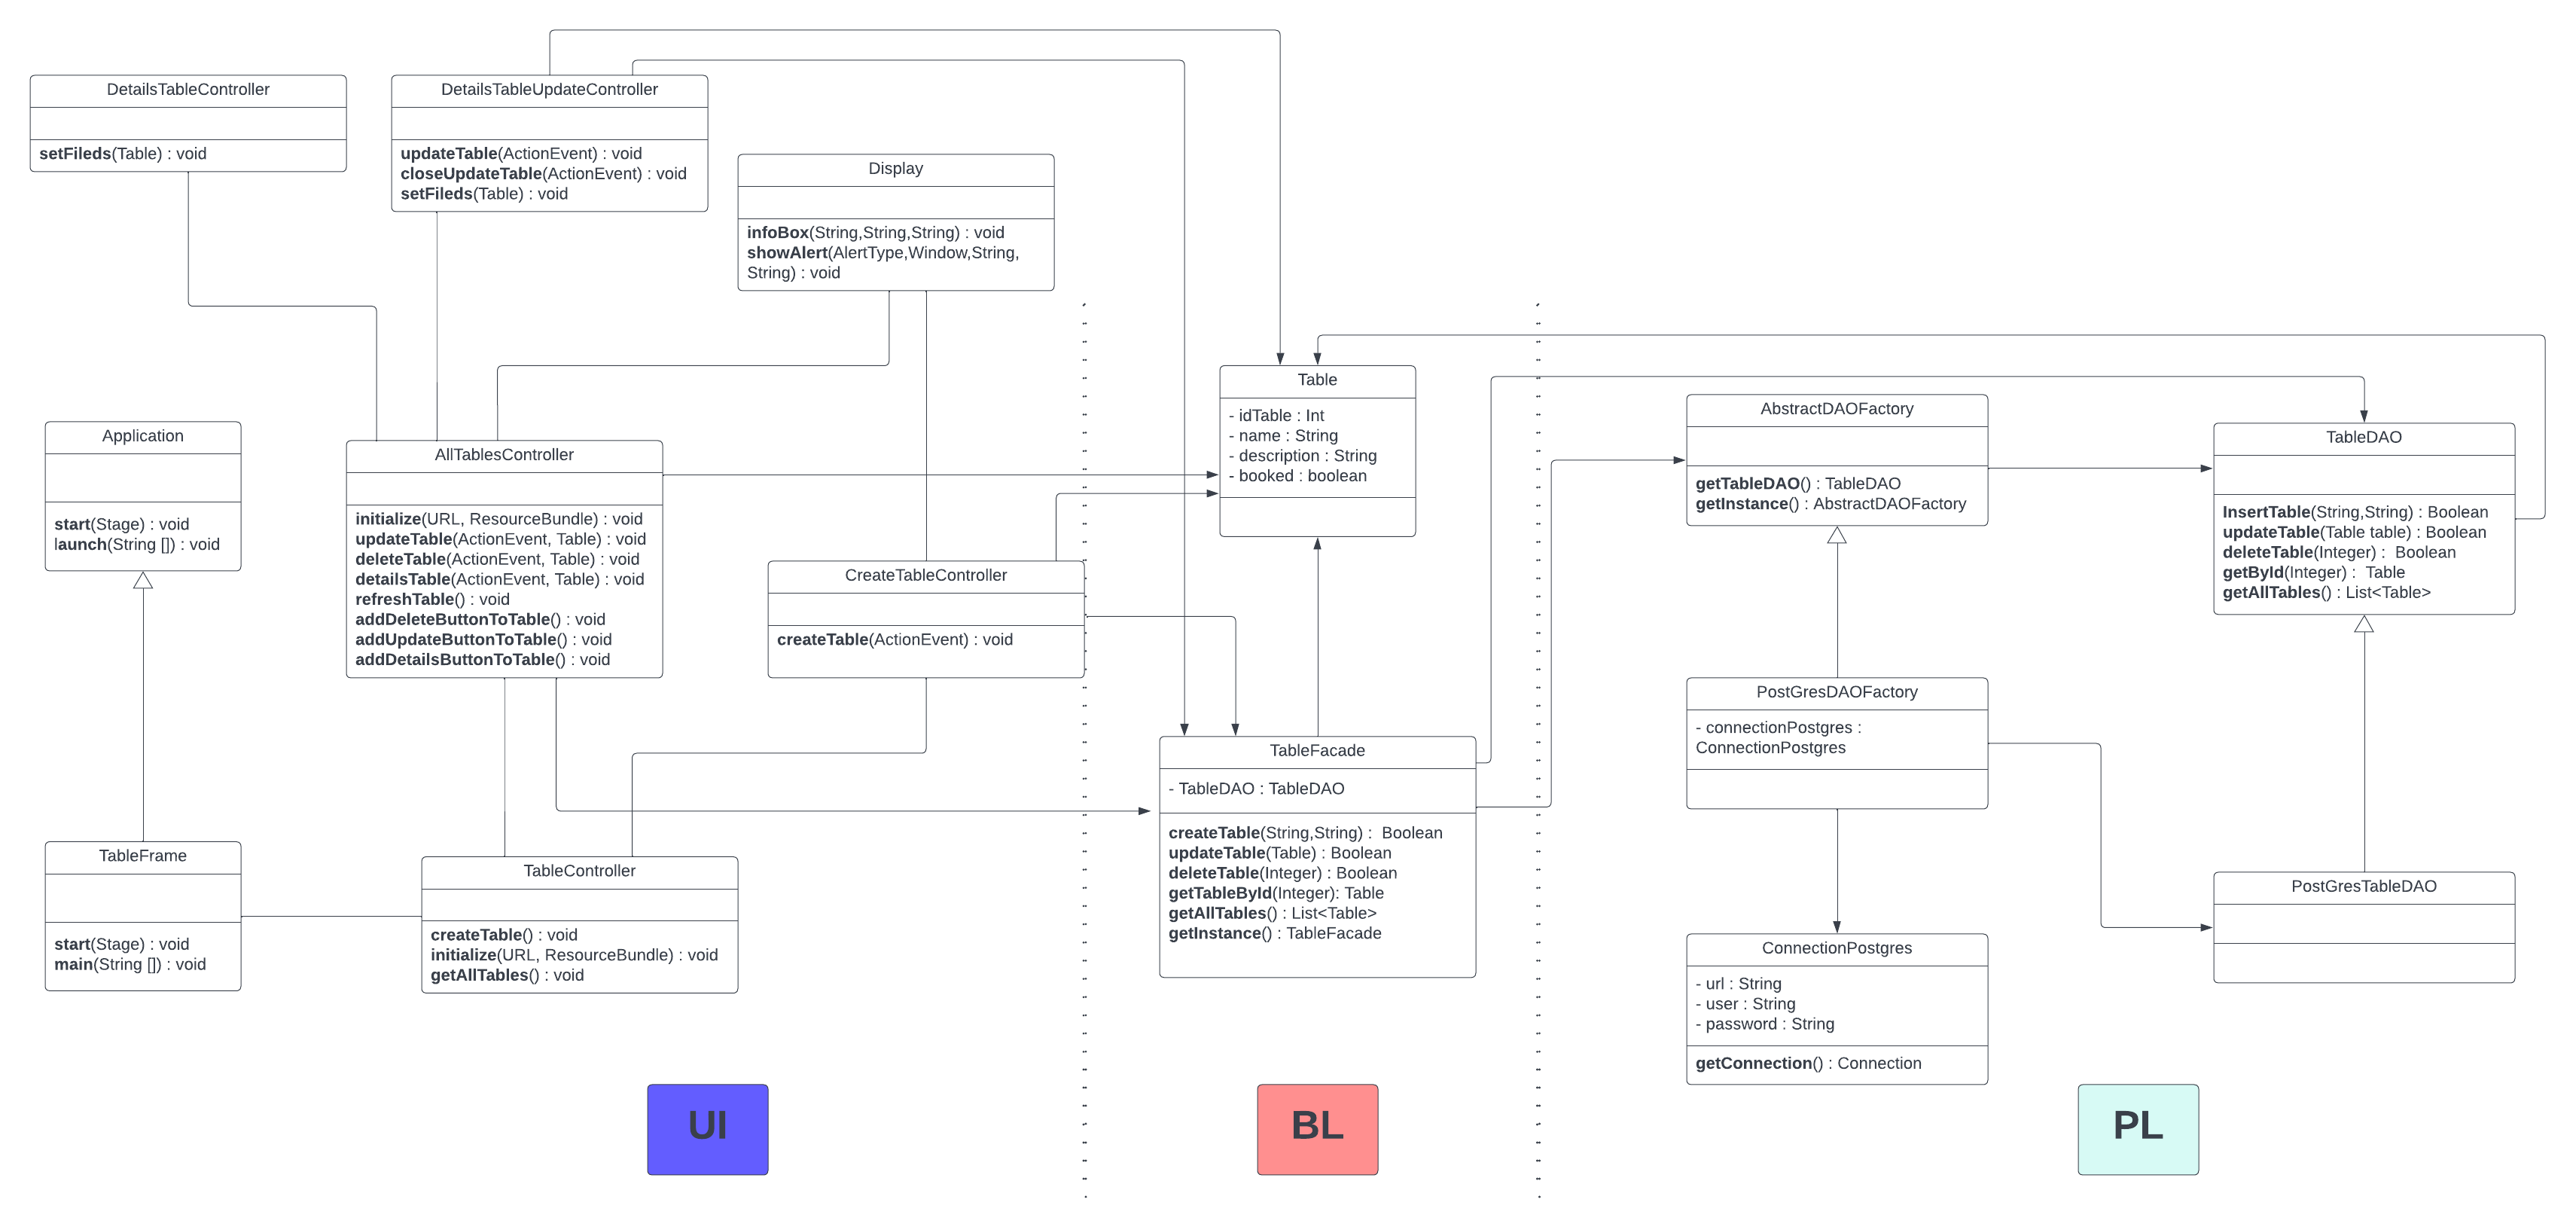 DetailsTableController
setFileds(Table) : void
DetailsTableUpdateController
updateTable(ActionEvent) : void
closeUpdateTable(ActionEvent) : void
setFileds(Table) : void
Display
infoBox(String,String,String) : void
showAlert(AlertType,Window,String,
String) : void
Application
start(Stage) : void
launch(String []) : void
AllTablesController
initialize(URL, ResourceBundle) : void
updateTable(ActionEvent, Table) : void
deleteTable(ActionEvent, Table) : void
detailsTable(ActionEvent, Table) : void
refreshTable() : void
addDeleteButtonToTable() : void
addUpdateButtonToTable() : void
addDetailsButtonToTable() : void
CreateTableController
createTable(ActionEvent) : void
TableFrame
start(Stage) : void
main(String []) : void
TableController
createTable() : void
initialize(URL, ResourceBundle) : void
getAllTables() : void
Table
- idTable : Int
- name : String
- description : String
- booked : boolean
TableFacade
- TableDAO : TableDAO
createTable(String,String) :  Boolean
updateTable(Table) : Boolean
deleteTable(Integer) : Boolean
getTableById(Integer): Table
getAllTables() : List<Table>
getInstance() : TableFacade
AbstractDAOFactory
getTableDAO() : TableDAO
getInstance() : AbstractDAOFactory
TableDAO
InsertTable(String,String) : Boolean
updateTable(Table table) : Boolean
deleteTable(Integer) :  Boolean
getById(Integer) :  Table
getAllTables() : List<Table>
PostGresDAOFactory
- connectionPostgres :
ConnectionPostgres
PostGresTableDAO
ConnectionPostgres
- url : String
- user : String
- password : String
getConnection() : Connection
UI
BL
PL